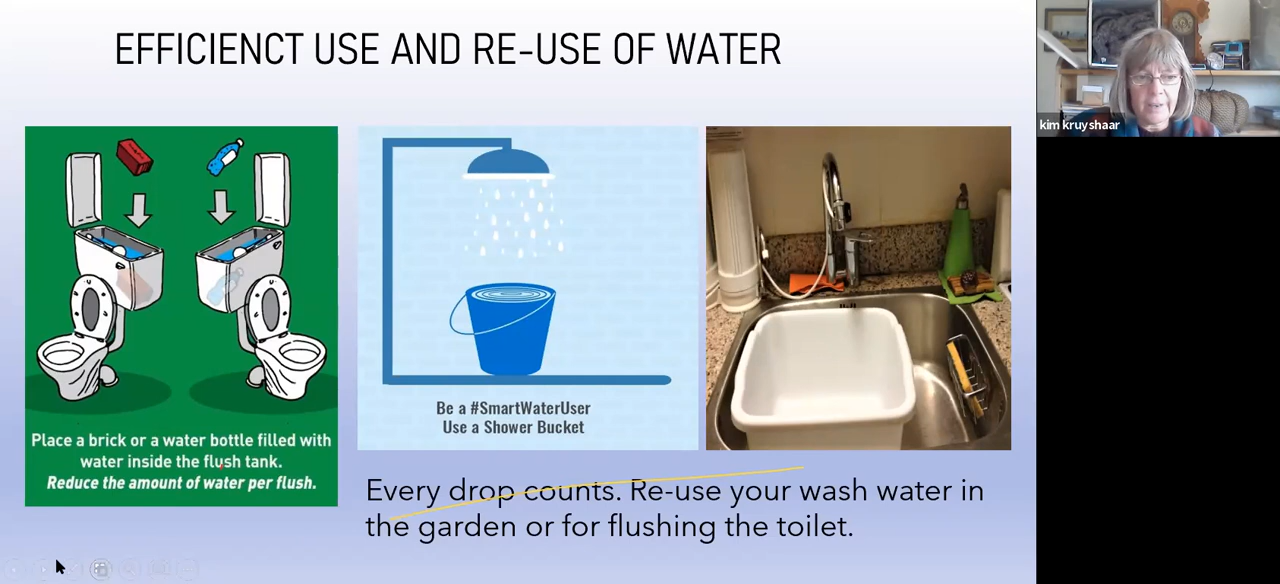 EFFICIENCT USE AND RE-USE OF WATER
kim kruyshaar
Place a brick or a water bottle filled with
water inside the flush tank.
Reduce the amount of water per flush.
Be a #SmartWaterUser
Use a Shower Bucket
Every drop counts. Re-use your wash water in
the garden or for flushing the toilet.